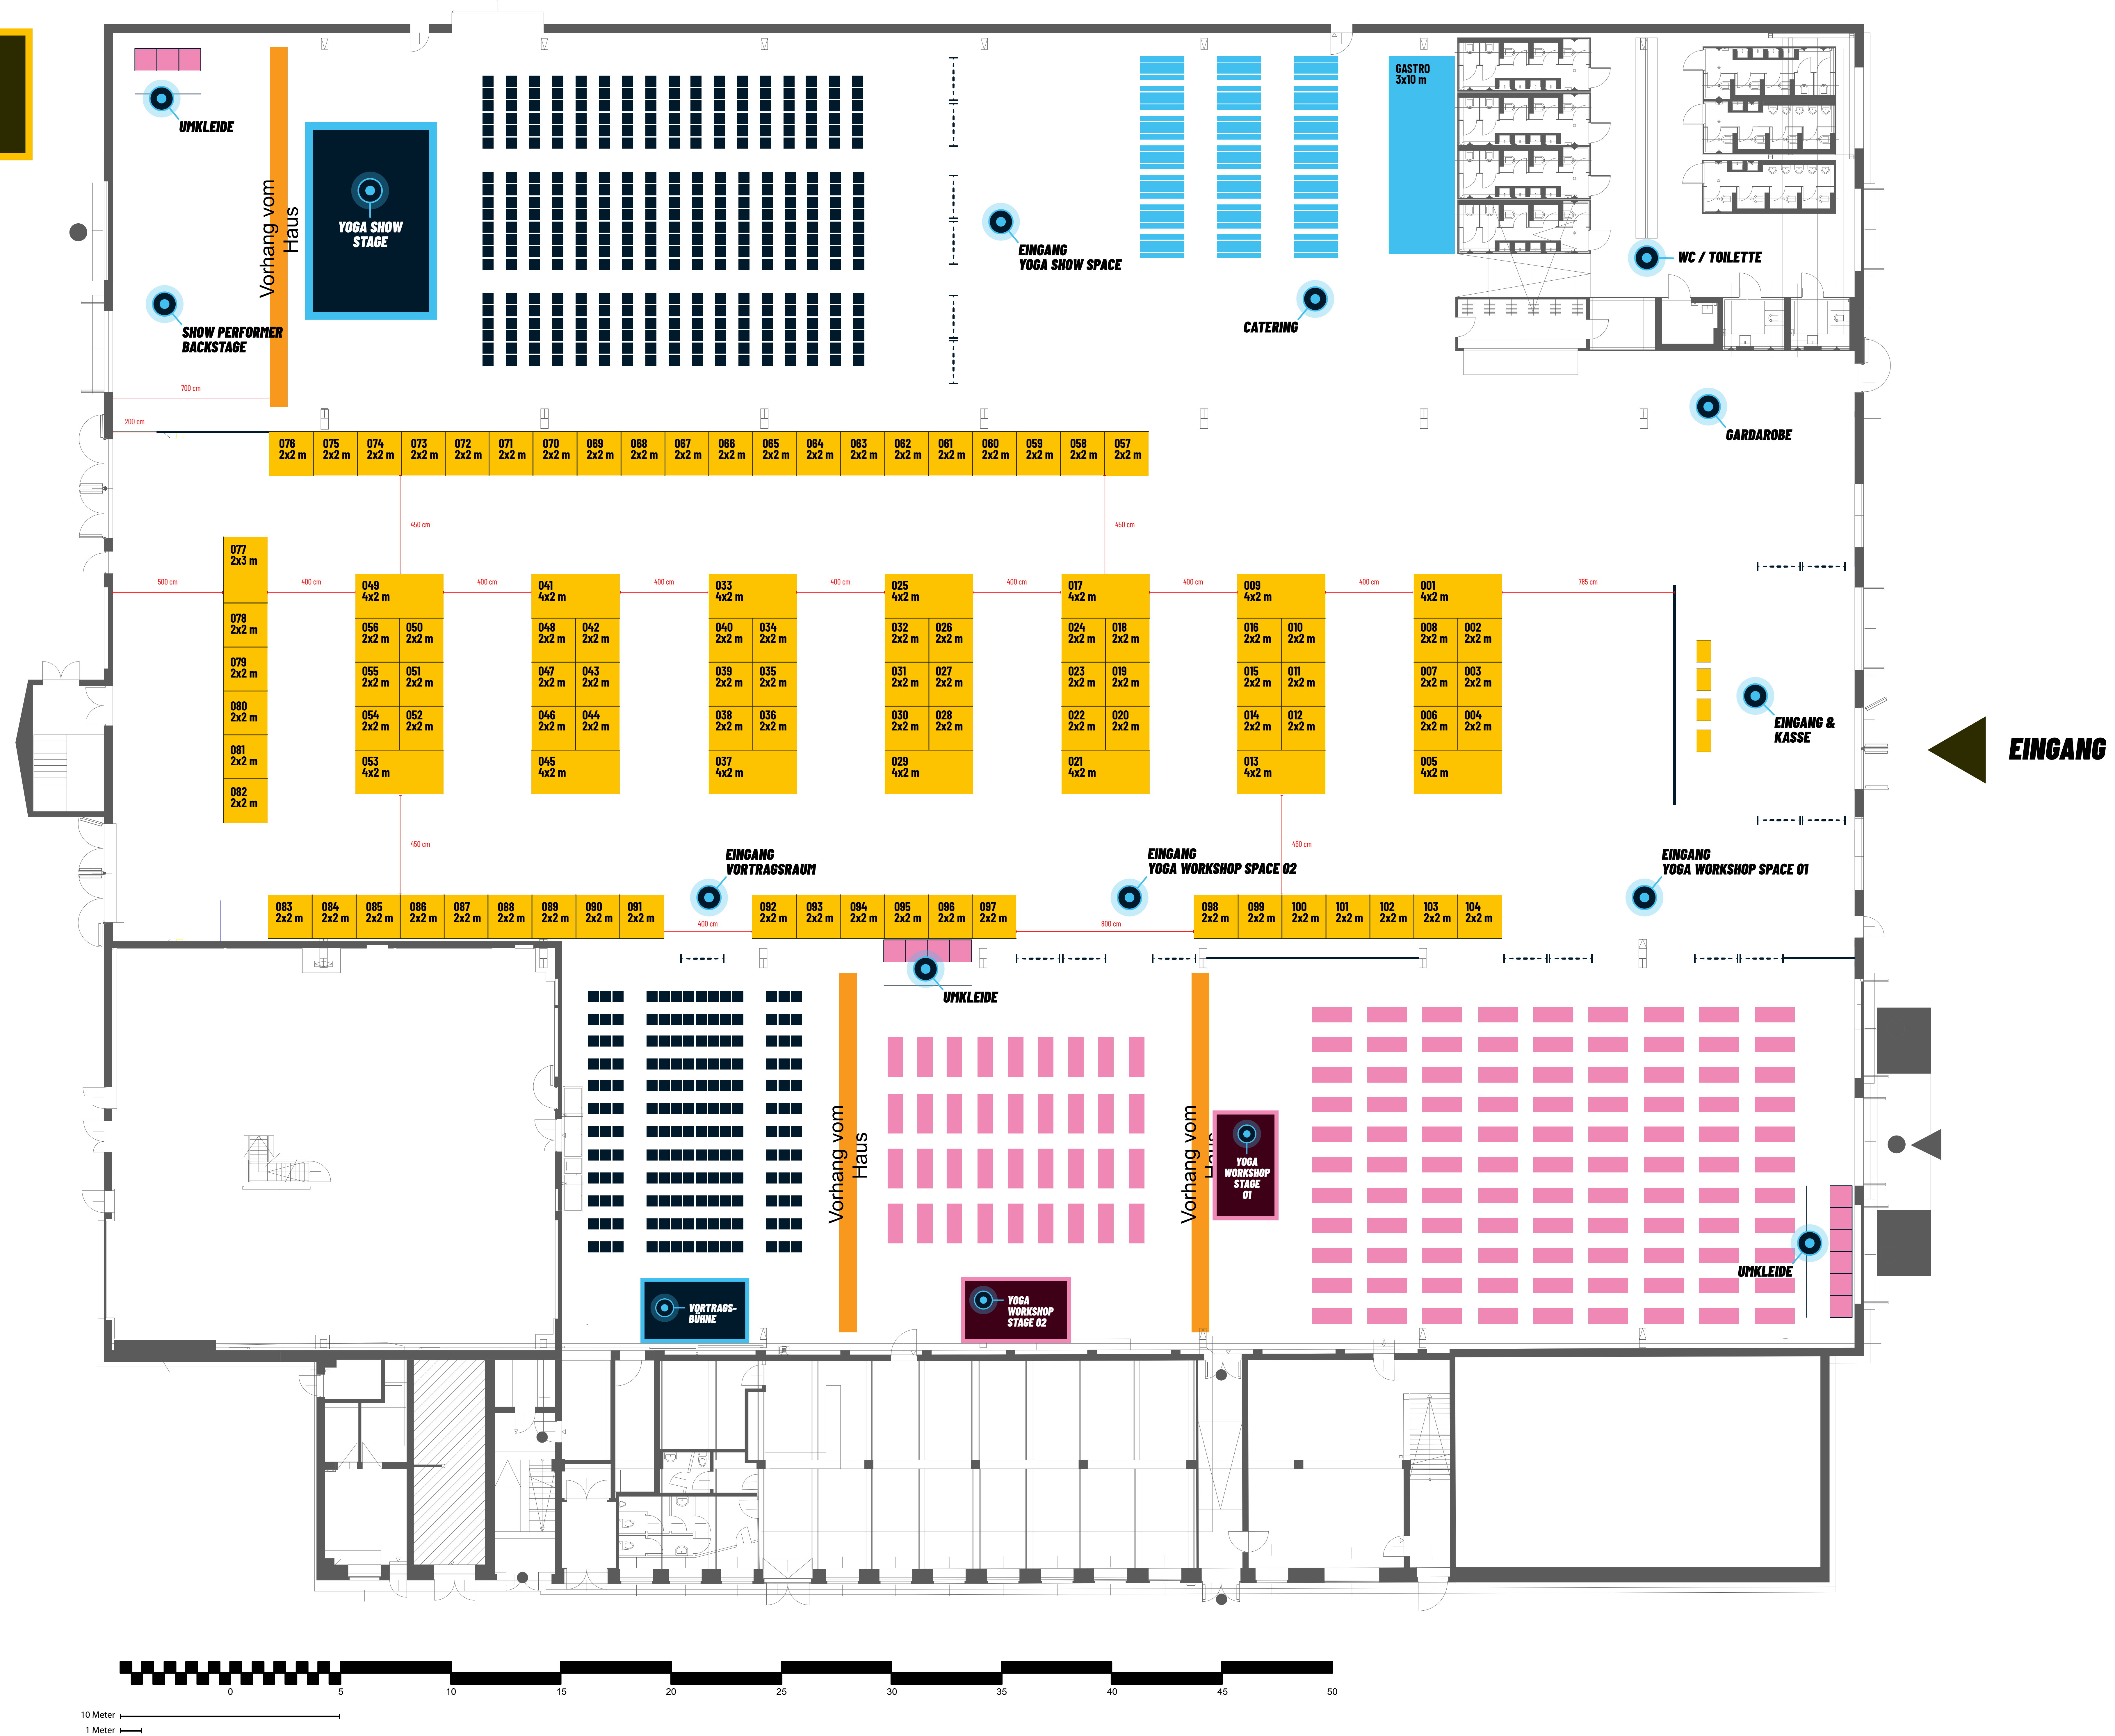 GASTRO
3x10 m
UMKLEIDE
Vorhang vom
Haus
YOGA SHOW
STAGE
EINGANG
YOGA SHOW SPACE
WC / TOILETTE
SHOW PERFORMER
BACKSTAGE
CATERING
700 cm
200 cm
GARDAROBE
076
2x2 m
075
2x2 m
074
2x2 m
073
2x2 m
072
2x2 m
071
2x2 m
070
2x2 m
069
2x2 m
068
2x2 m
067
2x2 m
066
2x2 m
065
2x2 m
064
2x2 m
063
2x2 m
062
2x2 m
061
2x2 m
060
2x2 m
059
2x2 m
058
2x2 m
057
2x2 m
450 cm
450 cm
077
2x3 m
078
2x2 m
079
2x2 m
080
2x2 m
081
2x2 m
082
2x2 m
500 cm
400 cm
400 cm
400 cm
400 cm
400 cm
400 cm
400 cm
785 cm
049
4x2 m
056
2x2 m
050
2x2 m
055
2x2 m
051
2x2 m
054
2x2 m
052
2x2 m
053
4x2 m
041
4x2 m
048
2x2 m
042
2x2 m
047
2x2 m
043
2x2 m
046
2x2 m
044
2x2 m
045
4x2 m
033
4x2 m
040
2x2 m
034
2x2 m
039
2x2 m
035
2x2 m
038
2x2 m
036
2x2 m
037
4x2 m
025
4x2 m
032
2x2 m
026
2x2 m
031
2x2 m
027
2x2 m
030
2x2 m
028
2x2 m
029
4x2 m
017
4x2 m
024
2x2 m
018
2x2 m
023
2x2 m
019
2x2 m
022
2x2 m
020
2x2 m
021
4x2 m
009
4x2 m
016
2x2 m
010
2x2 m
015
2x2 m
011
2x2 m
014
2x2 m
012
2x2 m
013
4x2 m
001
4x2 m
008
2x2 m
002
2x2 m
007
2x2 m
003
2x2 m
006
2x2 m
004
2x2 m
005
4x2 m
EINGANG &
KASSE
EINGANG
450 cm
450 cm
EINGANG
VORTRAGSRAUM
EINGANG
YOGA WORKSHOP SPACE 02
EINGANG
YOGA WORKSHOP SPACE 01
083
2x2 m
084
2x2 m
085
2x2 m
086
2x2 m
087
2x2 m
088
2x2 m
089
2x2 m
090
2x2 m
091
2x2 m
400 cm
092
2x2 m
093
2x2 m
094
2x2 m
095
2x2 m
096
2x2 m
097
2x2 m
800 cm
098
2x2 m
099
2x2 m
100
2x2 m
101
2x2 m
102
2x2 m
103
2x2 m
104
2x2 m
UMKLEIDE
Vorhang vom
Haus
Vorhang vom
Haus
YOGA
WORKSHOP
STAGE
01
UMKLEIDE
VORTRAGS-
BÜHNE
YOGA
WORKSHOP
STAGE 02
0
5
10
15
20
25
30
35
40
45
50
10 Meter
1 Meter